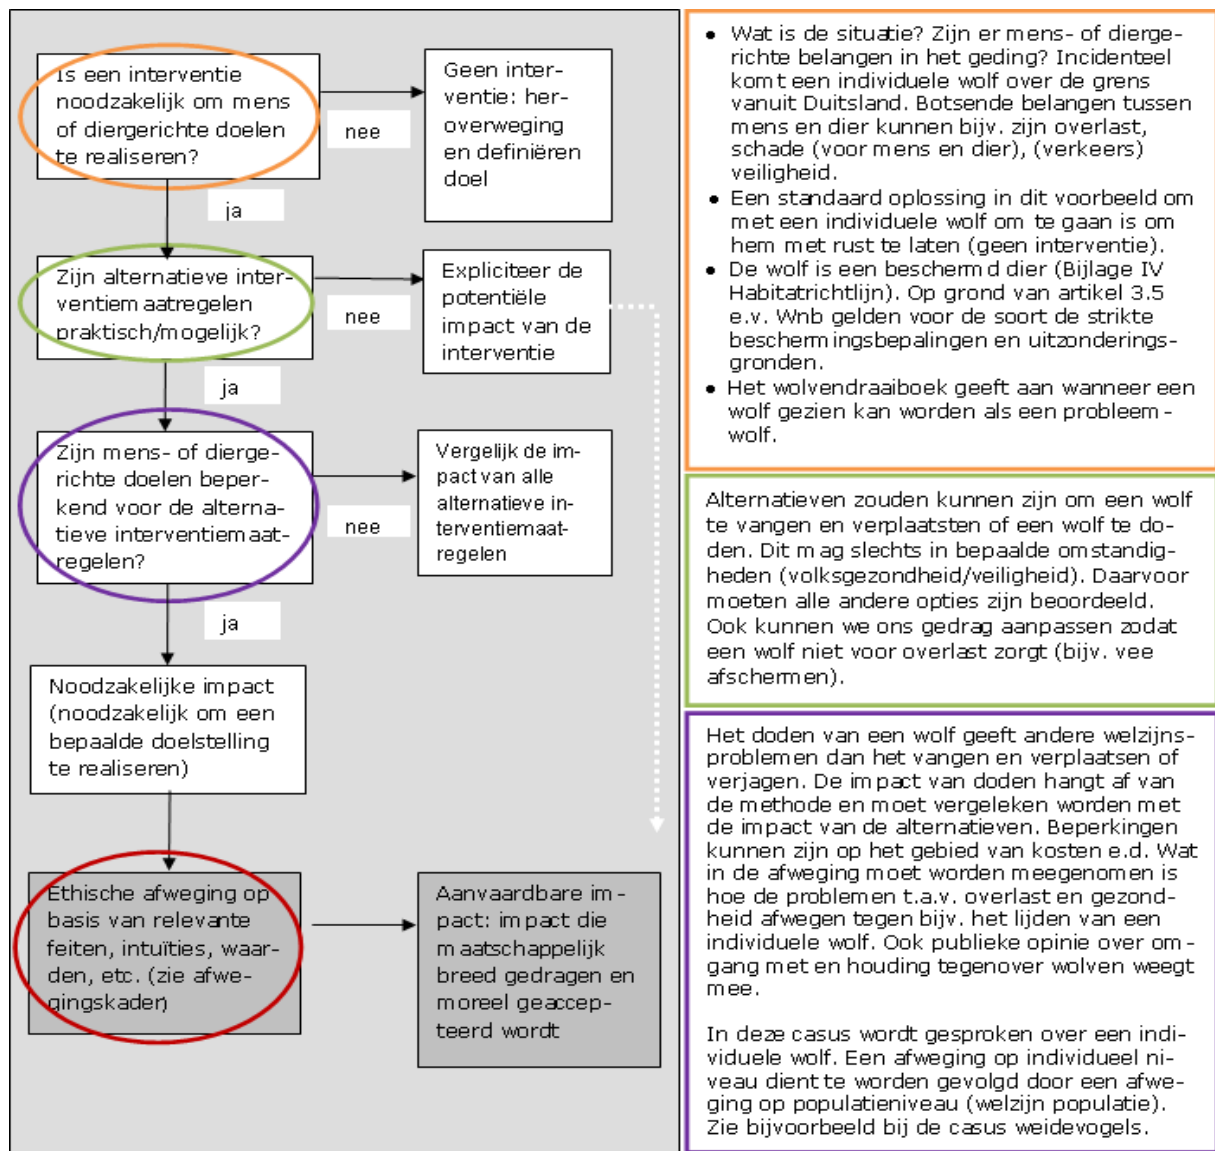 Is een interventie
noodzakelijk om mens
of diergerichte doelen
te realiseren?
nee
Geen inter-
ventie: her-
overweging
en definiëren
doel
ja
Zijn alternatieve inter-
ventiemaatregelen
praktisch/mogelijk?
nee
Expliciteer de
potentiële
impact van de
interventie
ja
Zijn mens- of dierge-
richte doelen beper-
kend voor de alterna-
tieve interventiemaat-
regelen?
nee
Vergelijk de im-
pact van alle
alternatieve in-
terventiemaat-
regelen
ja
Noodzakelijke impact
(noodzakelijk om een
bepaalde doelstelling
te realiseren)
Ethische afweging op
basis van relevante
feiten, intuïties, waar-
den, etc. (zie afwe-
gingskader)
Aanvaardbare im-
pact: impact die
maatschappelijk
breed gedragen en
moreel geaccep-
teerd wordt
• Wat is de situatie? Zijn er mens- of dierge-
richte belangen in het geding? Incidenteel
komt een individuele wolf over de grens
vanuit Duitsland. Botsende belangen tussen
mens en dier kunnen bijv. zijn overlast,
schade (voor mens en dier), (verkeers)
veiligheid.
• Een standaard oplossing in dit voorbeeld om
met een individuele wolf om te gaan is om
hem met rust te laten (geen interventie).
• De wolf is een beschermd dier (Bijlage IV
Habitatrichtlijn). Op grond van artikel 3.5
e.v. Wnb gelden voor de soort de strikte
beschermingsbepalingen en uitzonderings-
gronden.
• Het wolvendraaiboek geeft aan wanneer een
wolf gezien kan worden als een probleem-
wolf.
Alternatieven zouden kunnen zijn om een wolf
te vangen en verplaatsten of een wolf te do-
den. Dit mag slechts in bepaalde omstandig-
heden (volksgezondheid/veiligheid). Daarvoor
moeten alle andere opties zijn beoordeeld.
Ook kunnen we ons gedrag aanpassen zodat
een wolf niet voor overlast zorgt (bijv. vee
afschermen).
Het doden van een wolf geeft andere welzijns-
problemen dan het vangen en verplaatsen of
verjagen. De impact van doden hangt af van
de methode en moet vergeleken worden met
de impact van de alternatieven. Beperkingen
kunnen zijn op het gebied van kosten e.d. Wat
in de afweging moet worden meegenomen is
hoe de problemen t.a.v. overlast en gezond-
heid afwegen tegen bijv. het lijden van een
individuele wolf. Ook publieke opinie over om-
gang met en houding tegenover wolven weegt
mee.
In deze casus wordt gesproken over een indi-
viduele wolf. Een afweging op individueel ni-
veau dient te worden gevolgd door een afwe-
ging op populatieniveau (welzijn populatie).
Zie bijvoorbeeld bij de casus weidevogels.